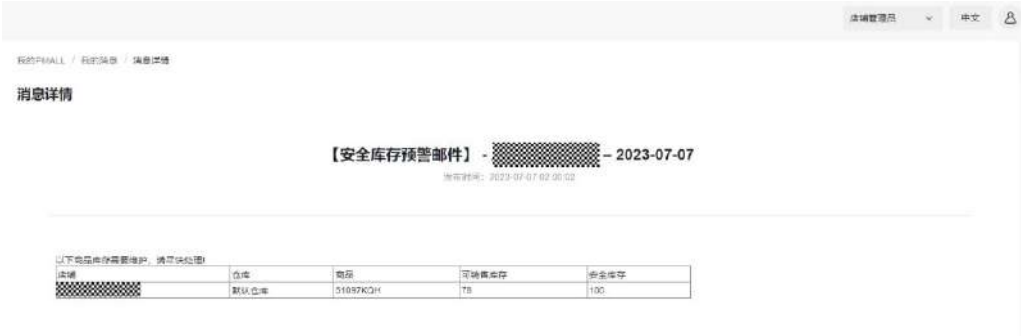 店铺管理员 中文
我的PMALL / 我的消息 / 消息详情
消息详情
【安全库存预警邮件】 - – 2023-07-07
发布时间：2023-07-07 02:00:02
以下商品库存需要维护，请尽快处理!
店铺 仓库 商品 可销售库存 安全库存
默认仓库 51097KQH 78 100